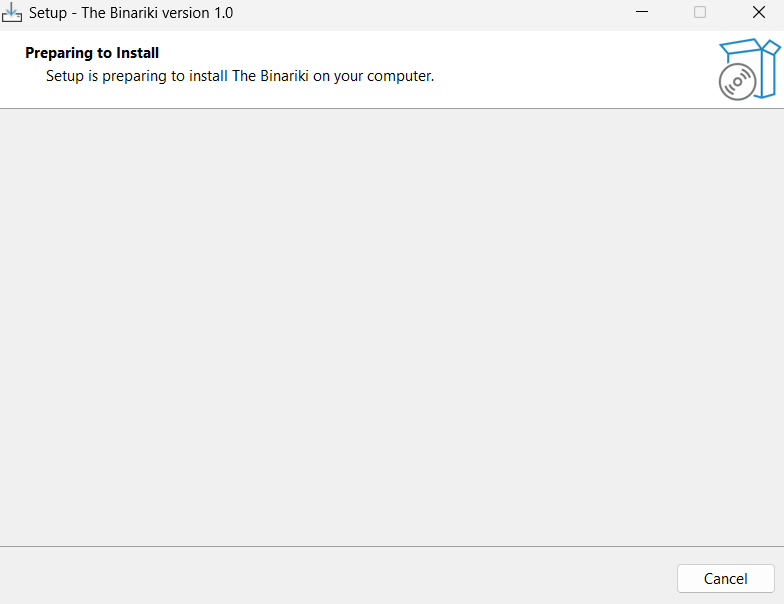 Setup - The Binariki version 1.0
Preparing to Install
Setup is preparing to install The Binariki on your computer.
Cancel